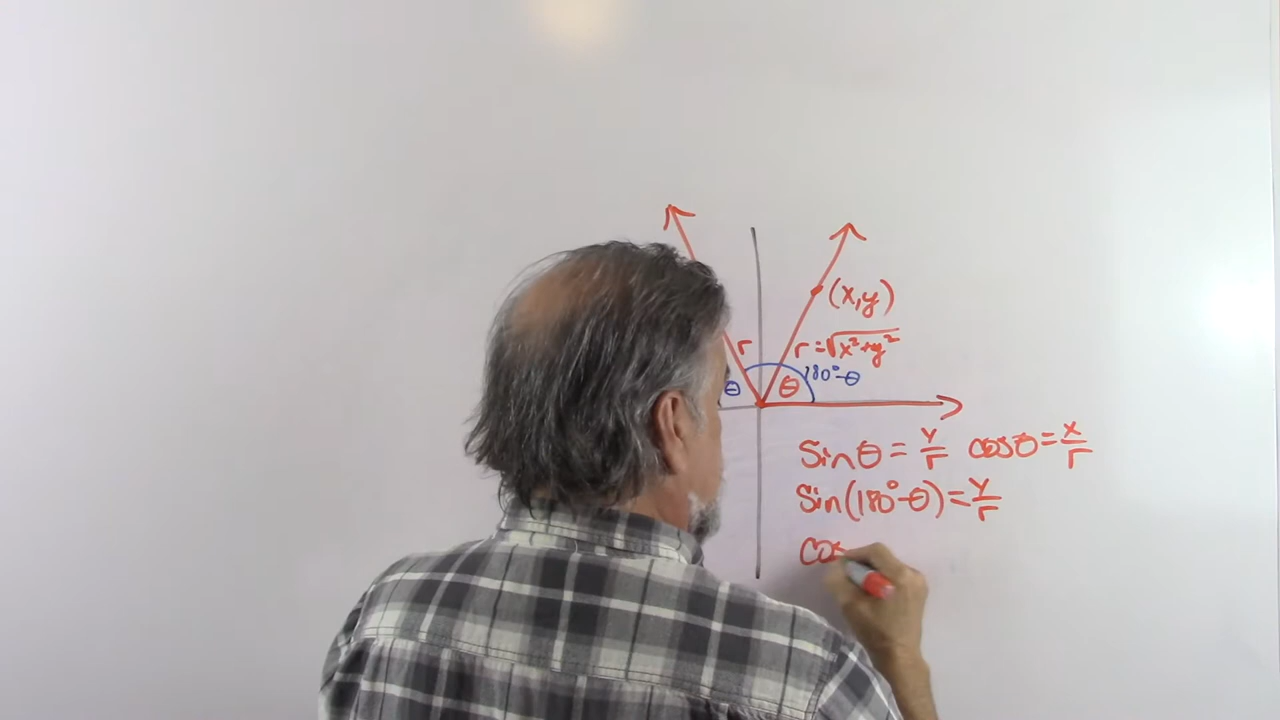 (x,y)
r r=√x²+y²
θ θ 180°-θ
Sin θ = y/r cos θ = x/r
Sin(180°-θ) = y/r
cos